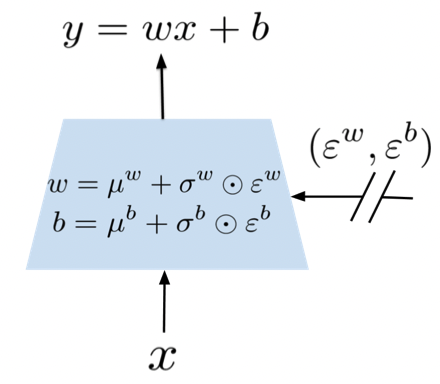 y = wx + b
(ε^w, ε^b)
w = μ^w + σ^w ⊙ ε^w
b = μ^b + σ^b ⊙ ε^b
x